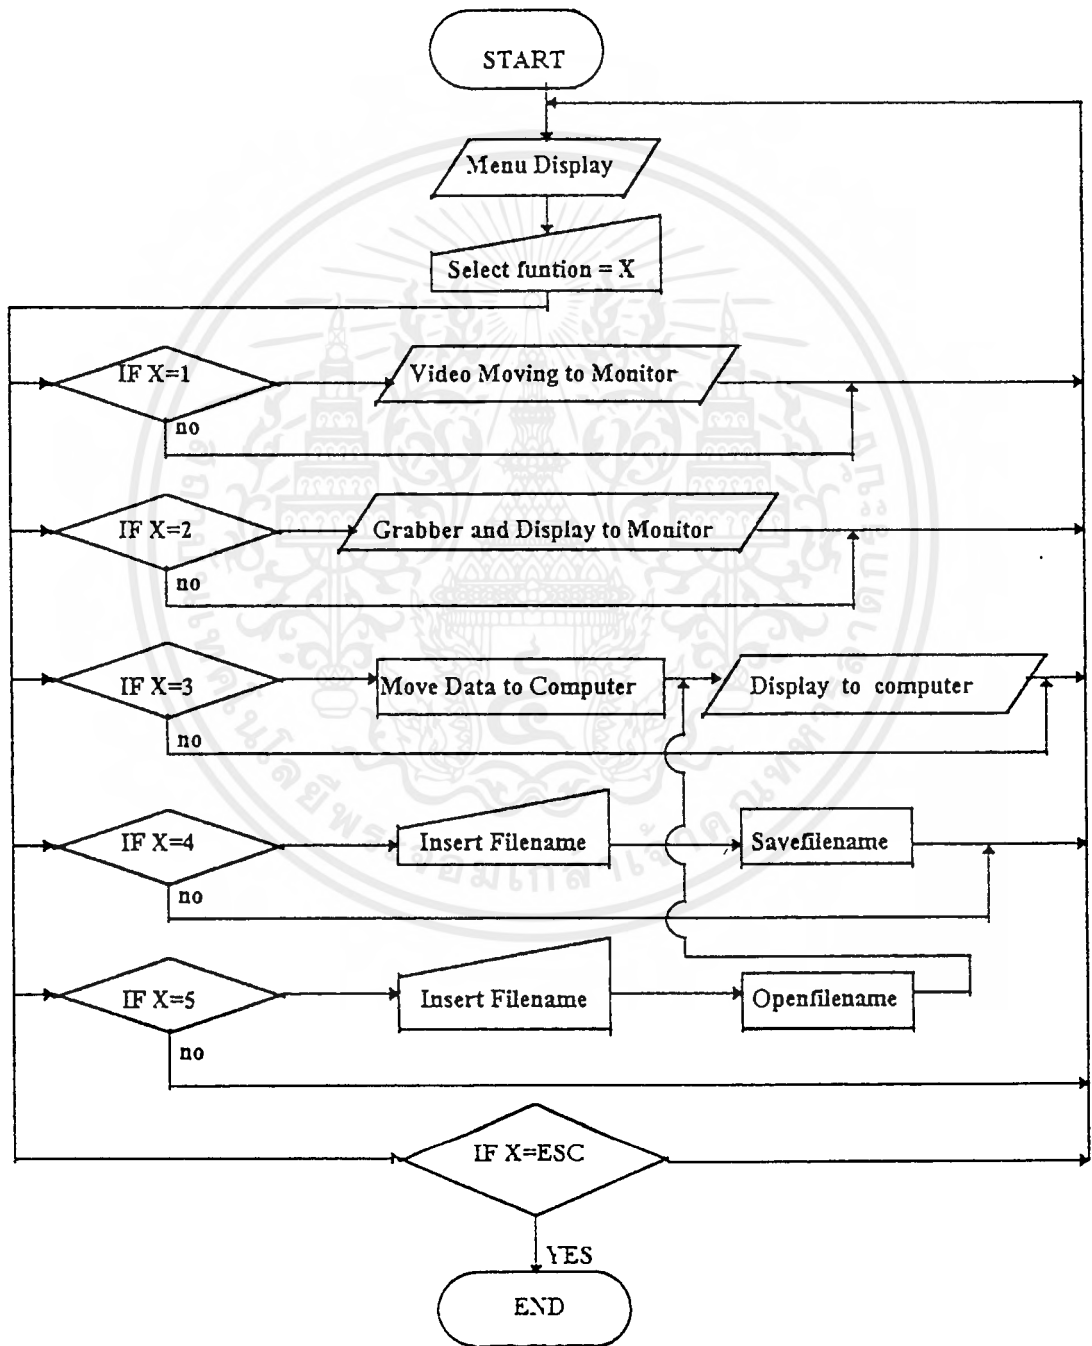 START
Menu Display
Select funtion = X
IF X=1
Video Moving to Monitor
no
IF X=2
Grabber and Display to Monitor
no
IF X=3
Move Data to Computer
Display to computer
no
IF X=4
Insert Filename
Savefilename
no
IF X=5
Insert Filename
Openfilename
no
IF X=ESC
YES
END